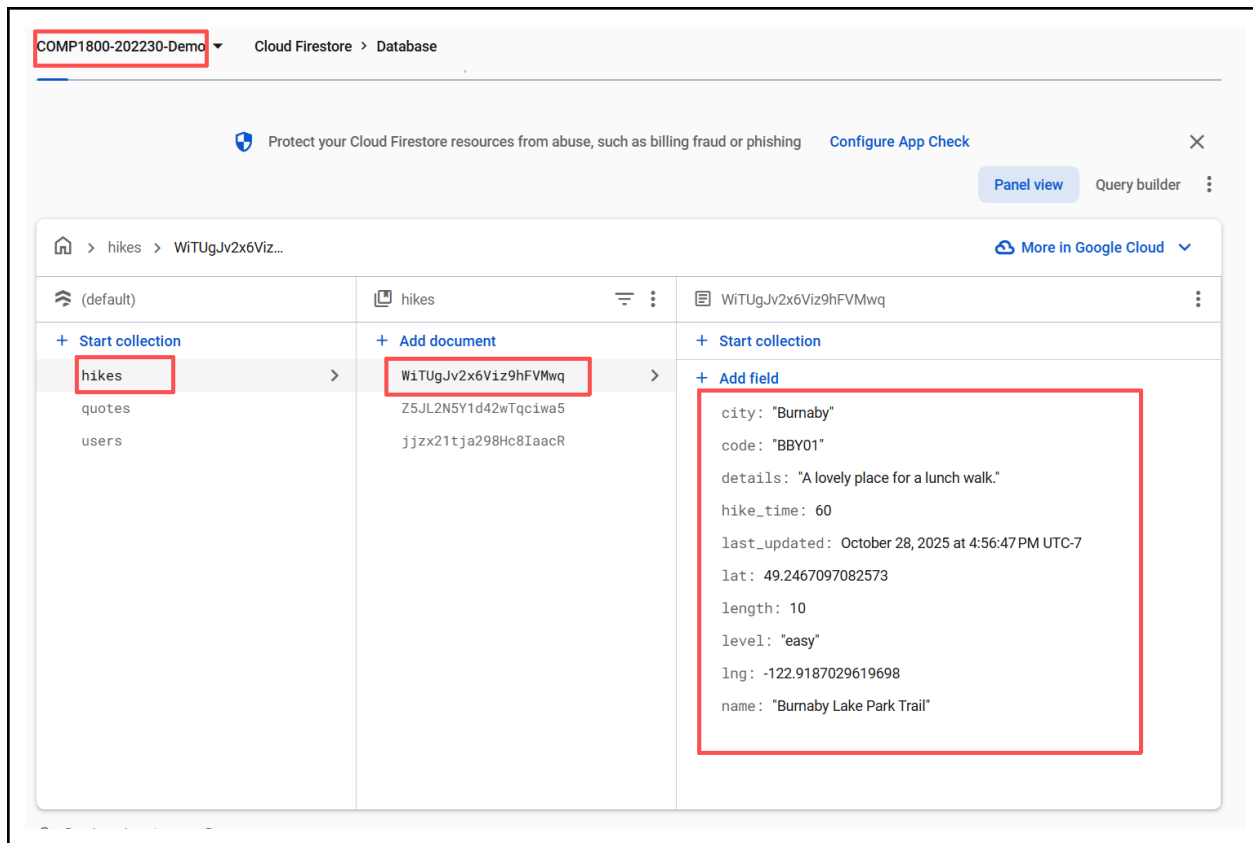 COMP1800-202230-Demo Cloud Firestore > Database
Protect your Cloud Firestore resources from abuse, such as billing fraud or phishing Configure App Check
Panel view Query builder
> hikes > WiTUgJv2x6Viz… More in Google Cloud
(default)
+ Start collection
hikes
quotes
users
hikes
+ Add document
WiTUgJv2x6Viz9hFVMwq
Z5JL2N5Y1d42wTqciwa5
jjzx21tja298Hc8IaacR
WiTUgJv2x6Viz9hFVMwq
+ Start collection
+ Add field
city: "Burnaby"
code: "BBY01"
details: "A lovely place for a lunch walk."
hike_time: 60
last_updated: October 28, 2025 at 4:56:47 PM UTC-7
lat: 49.2467097082573
length: 10
level: "easy"
lng: -122.9187029619698
name: "Burnaby Lake Park Trail"